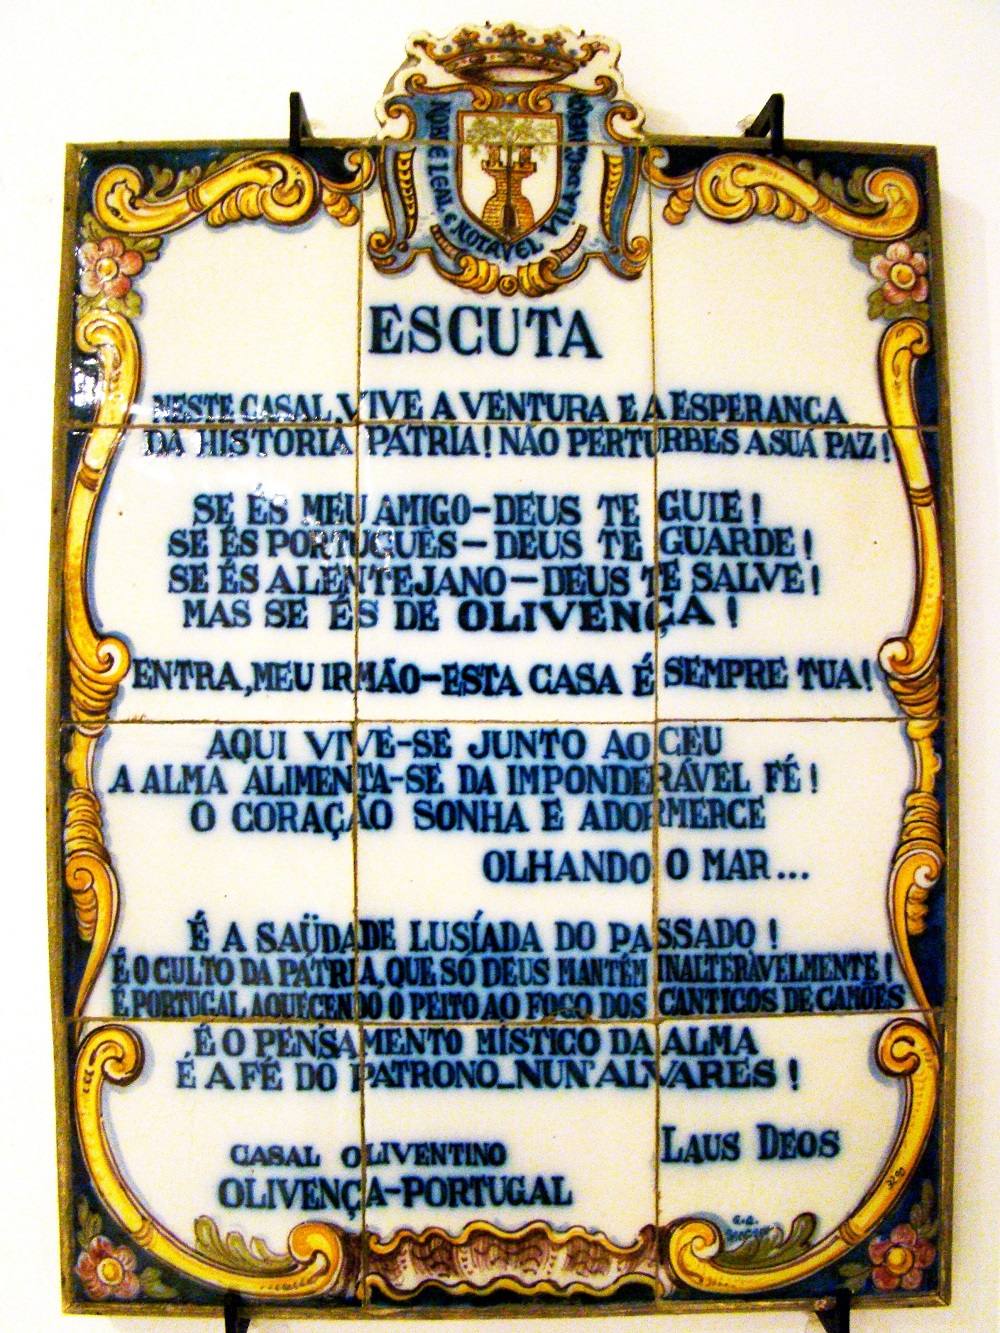 NOBRE LEAL E NOTAVEL VILA
ESCUTA
NESTE CASAL, VIVE A VENTURA E A ESPERANÇA
DA HISTORIA PÁTRIA! NÃO PERTURBES A SUA PAZ!
SE ÉS MEU AMIGO-DEUS TE GUIE!
SE ÉS PORTUGUÊS-DEUS TE GUARDE!
SE ÉS ALENTEJANO-DEUS TE SALVE!
MAS SE ÉS DE OLIVENÇA!
ENTRA, MEU IRMÃO-ESTA CASA É SEMPRE TUA!
AQUI VIVE-SE JUNTO AO CEU
A ALMA ALIMENTA-SE DA IMPONDERÁVEL FÉ!
O CORAÇÃO SONHA E ADORMERCE
OLHANDO O MAR...
É A SAÜDADE LUSÍADA DO PASSADO!
É O CULTO DA PÁTRIA, QUE SÓ DEUS MANTÉM INALTERÀVELMENTE!
É PORTUGAL AQUECENDO O PEITO AO FOGO DOS CANTICOS DE CAMÕES
É O PENSAMENTO MÍSTICO DA ALMA
É A FÉ DO PATRONO_NUN'ALVARES!
CASAL OLIVENTINO
OLIVENÇA-PORTUGAL
LAUS DEOS